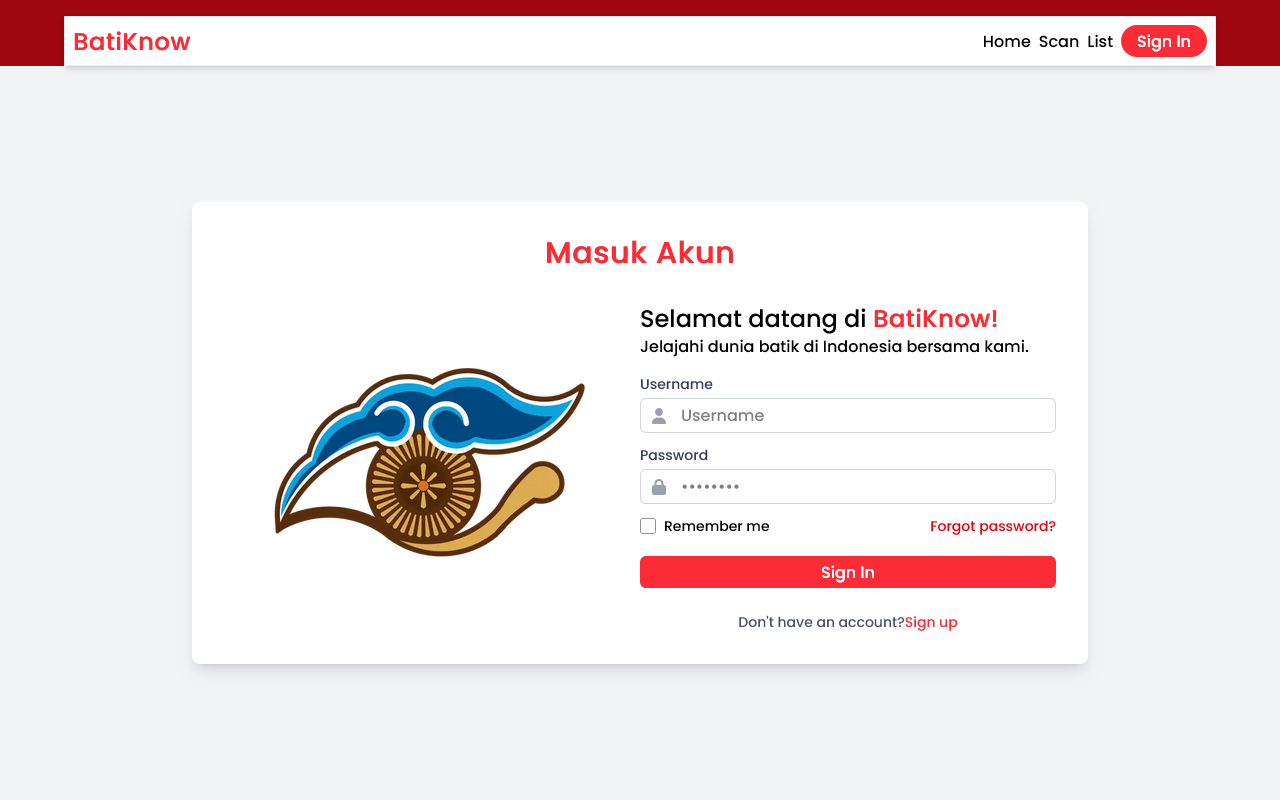 BatiKnow
Home Scan List Sign In
Masuk Akun
Selamat datang di BatiKnow!
Jelajahi dunia batik di Indonesia bersama kami.
Username
Username
Password
••••••••
Remember me Forgot password?
Sign In
Don't have an account?Sign up